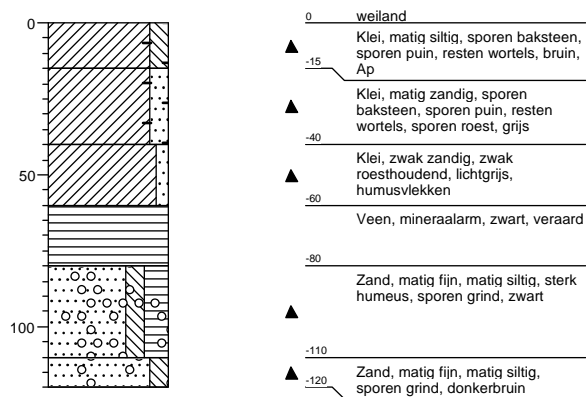 0
50
100
0 weiland
Klei, matig siltig, sporen baksteen,
sporen puin, resten wortels, bruin,
Ap
-15
Klei, matig zandig, sporen
baksteen, sporen puin, resten
wortels, sporen roest, grijs
-40
Klei, zwak zandig, zwak
roesthoudend, lichtgrijs,
humusvlekken
-60
Veen, mineraalarm, zwart, veraard
-80
Zand, matig fijn, matig siltig, sterk
humeus, sporen grind, zwart
-110
Zand, matig fijn, matig siltig,
sporen grind, donkerbruin
-120